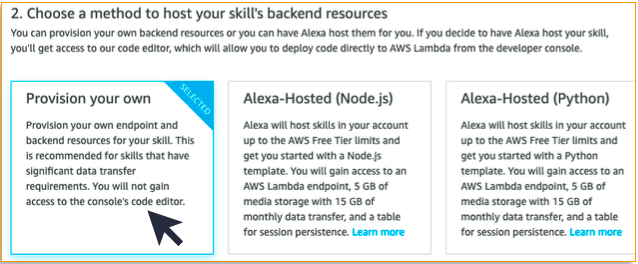 2. Choose a method to host your skill's backend resources
You can provision your own backend resources or you can have Alexa host them for you. If you decide to have Alexa host your skill,
you'll get access to our code editor, which will allow you to deploy code directly to AWS Lambda from the developer console.
Provision your own
SELECTED
Provision your own endpoint and
backend resources for your skill. This
is recommended for skills that have
significant data transfer
requirements. You will not gain
access to the console's code editor.
Alexa-Hosted (Node.js)
Alexa will host skills in your account
up to the AWS Free Tier limits and
get you started with a Node.js
template. You will gain access to an
AWS Lambda endpoint, 5 GB of
media storage with 15 GB of
monthly data transfer, and a table
for session persistence. Learn more
Alexa-Hosted (Python)
Alexa will host skills in your account
up to the AWS Free Tier limits and
get you started with a Python
template. You will gain access to an
AWS Lambda endpoint, 5 GB of
media storage with 15 GB of
monthly data transfer, and a table
for session persistence. Learn more